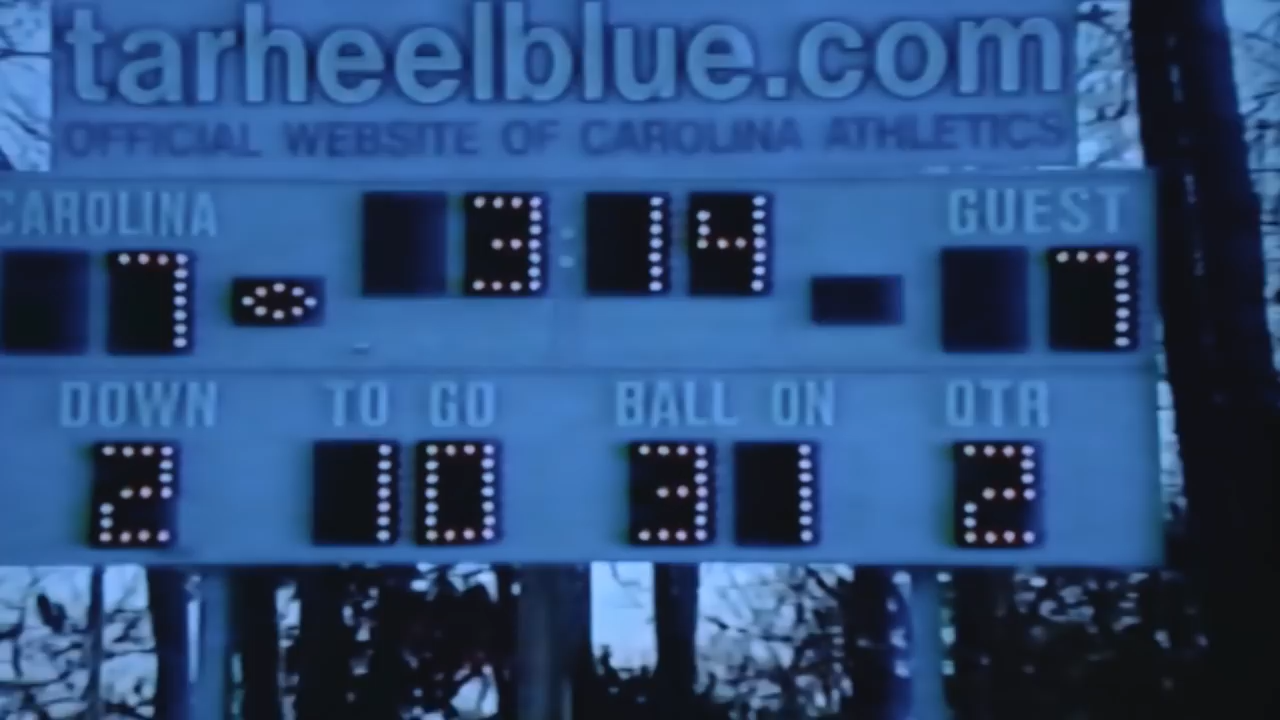 tarheelblue.com
OFFICIAL WEBSITE OF CAROLINA ATHLETICS
CAROLINA 3:14 GUEST
7 7
DOWN TO GO BALL ON QTR
2 10 31 2